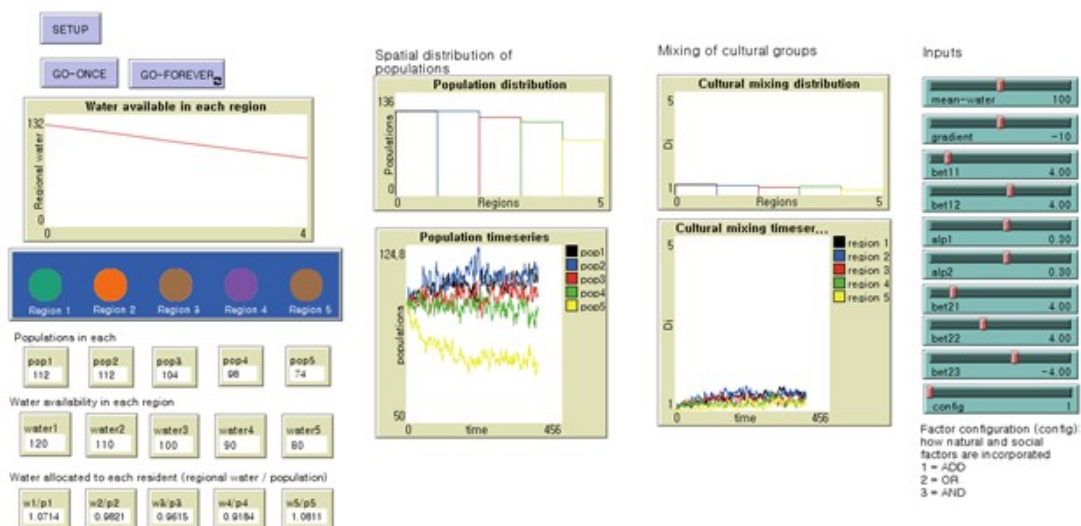 SETUP
GO-ONCE
GO-FOREVER
Water available in each region
132
Regional water
0
0
4
Region 1
Region 2
Region 3
Region 4
Region 5
Populations in each
pop1
112
pop2
112
pop3
104
pop4
98
pop5
74
Water availability in each region
water1
120
water2
110
water3
100
water4
90
water5
80
Water allocated to each resident (regional water / population)
w1/p1
1.0714
w2/p2
0.9821
w3/p3
0.9615
w4/p4
0.9184
w5/p5
1.0811
Spatial distribution of
populations
Population distribution
136
Populations
0
0
Regions
5
Population timeseries
124.8
populations
50
0
time
456
pop1
pop2
pop3
pop4
pop5
Mixing of cultural groups
Cultural mixing distribution
5
Di
1
0
Regions
5
Cultural mixing timeser...
5
Di
1
0
time
456
region 1
region 2
region 3
region 4
region 5
Inputs
mean-water 100
gradient -10
bet11 4.00
bet12 4.00
alp1 0.30
alp2 0.30
bet21 4.00
bet22 4.00
bet23 -4.00
config 1
Factor configuration (config):
how natural and social
factors are incorporated
1 = ADD
2 = OR
3 = AND